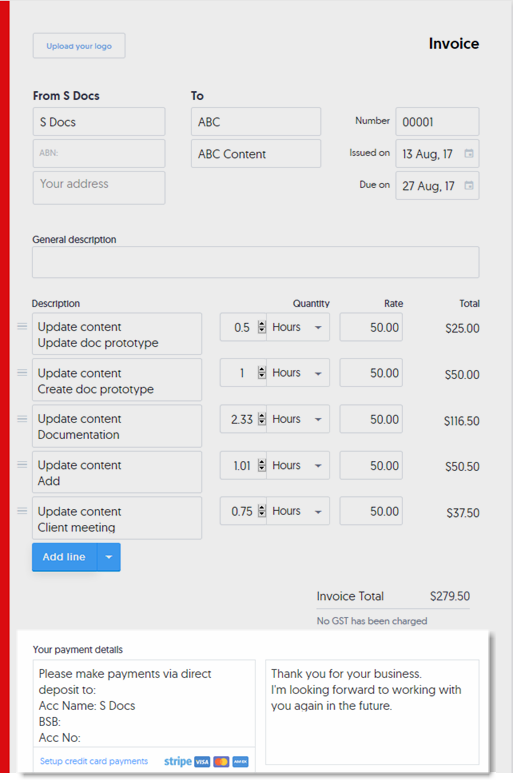 Upload your logo
Invoice
From S Docs
To
S Docs
ABC
Number
00001
ABN:
ABC Content
Issued on
13 Aug, 17
Your address
Due on
27 Aug, 17
General description
Description
Quantity
Rate
Total
Update content
Update doc prototype
0.5
Hours
50.00
$25.00
Update content
Create doc prototype
1
Hours
50.00
$50.00
Update content
Documentation
2.33
Hours
50.00
$116.50
Update content
Add
1.01
Hours
50.00
$50.50
Update content
Client meeting
0.75
Hours
50.00
$37.50
Add line
Invoice Total
$279.50
No GST has been charged
Your payment details
Please make payments via direct
deposit to:
Acc Name: S Docs
BSB:
Acc No:
Thank you for your business.
I'm looking forward to working with
you again in the future.
Setup credit card payments
stripe
VISA